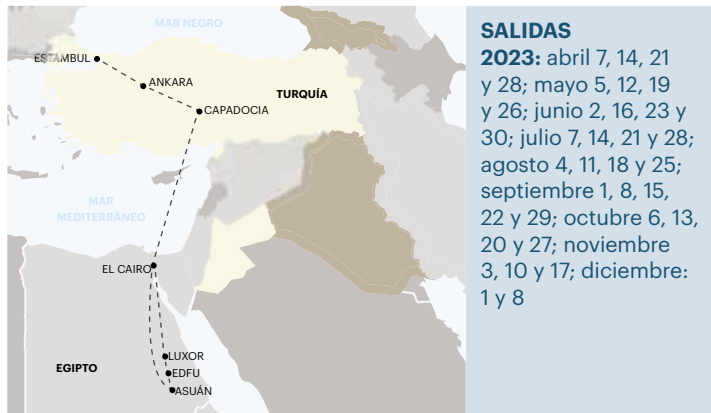 MAR NEGRO
ESTAMBUL
ANKARA
TURQUÍA
CAPADOCIA
MAR
MEDITERRÁNEO
EL CAIRO
LUXOR
EGIPTO
EDFU
ASUÁN
SALIDAS
2023: abril 7, 14, 21
y 28; mayo 5, 12, 19
y 26; junio 2, 16, 23 y
30; julio 7, 14, 21 y 28;
agosto 4, 11, 18 y 25;
septiembre 1, 8, 15,
22 y 29; octubre 6, 13,
20 y 27; noviembre
3, 10 y 17; diciembre:
1 y 8